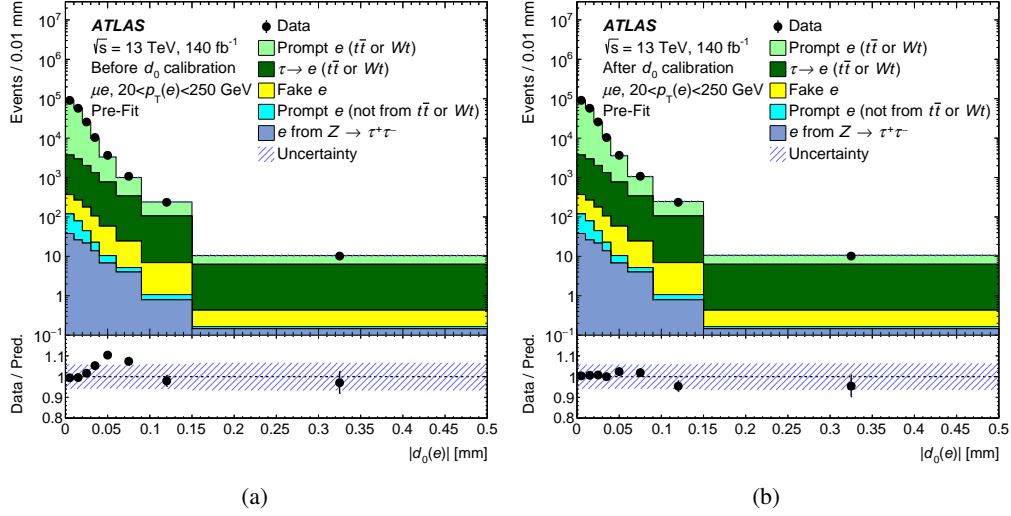 Events / 0.01 mm
10⁷
10⁶
10⁵
10⁴
10³
10²
10
1
10⁻¹
ATLAS
√s = 13 TeV, 140 fb⁻¹
Before d₀ calibration
μe, 20<p_T(e)<250 GeV
Pre-Fit
Data
Prompt e (tt̅ or Wt)
τ→ e (tt̅ or Wt)
Fake e
Prompt e (not from tt̅ or Wt)
e from Z → τ⁺τ⁻
Uncertainty
Data / Pred.
1.1
1
0.9
0.8
0 0.05 0.1 0.15 0.2 0.25 0.3 0.35 0.4 0.45 0.5
|d₀(e)| [mm]
(a)
Events / 0.01 mm
10⁷
10⁶
10⁵
10⁴
10³
10²
10
1
10⁻¹
ATLAS
√s = 13 TeV, 140 fb⁻¹
After d₀ calibration
μe, 20<p_T(e)<250 GeV
Pre-Fit
Data
Prompt e (tt̅ or Wt)
τ→ e (tt̅ or Wt)
Fake e
Prompt e (not from tt̅ or Wt)
e from Z → τ⁺τ⁻
Uncertainty
Data / Pred.
1.1
1
0.9
0.8
0 0.05 0.1 0.15 0.2 0.25 0.3 0.35 0.4 0.45 0.5
|d₀(e)| [mm]
(b)